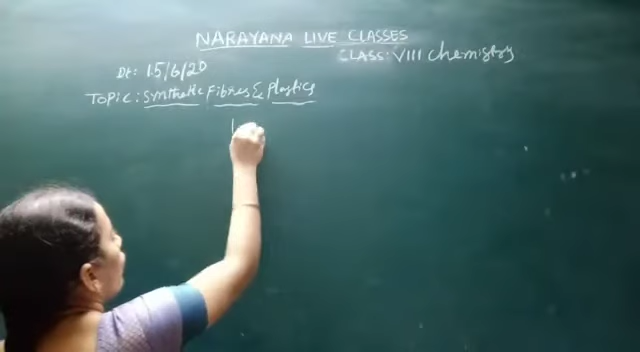 NARAYANA LIVE CLASSES
CLASS: VIII Chemistry
Dt: 15/6/20
TOPIC: Synthetic Fibres & Plastics